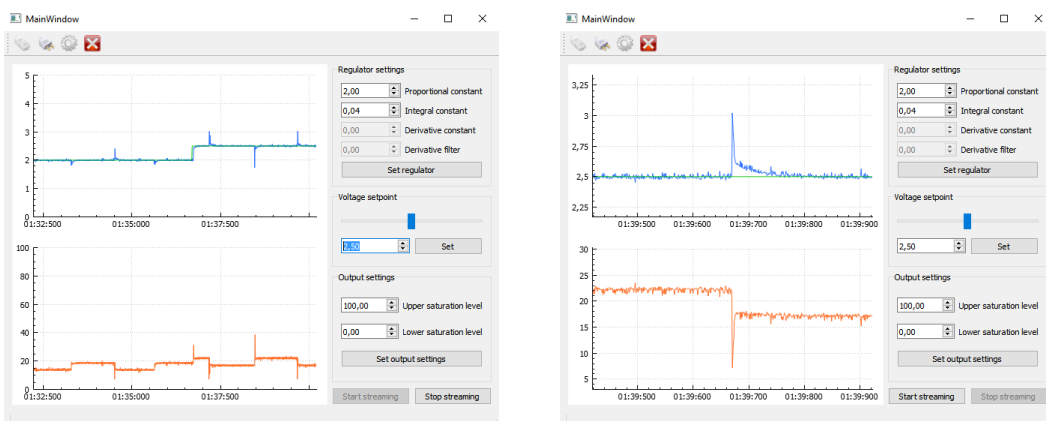 MainWindow
Regulator settings
5
4
3
2
1
0
01:32:500 01:35:000 01:37:500
2,00 Proportional constant
0,04 Integral constant
0,00 Derivative constant
0,00 Derivative filter
Set regulator
Voltage setpoint
2,50 Set
100
80
60
40
20
0
01:32:500 01:35:000 01:37:500
Output settings
100,00 Upper saturation level
0,00 Lower saturation level
Set output settings
Start streaming Stop streaming
MainWindow
3,25
3
2,75
2,5
2,25
01:39:500 01:39:600 01:39:700 01:39:800 01:39:900
Regulator settings
2,00 Proportional constant
0,04 Integral constant
0,00 Derivative constant
0,00 Derivative filter
Set regulator
Voltage setpoint
2,50 Set
30
25
20
15
10
5
01:39:500 01:39:600 01:39:700 01:39:800 01:39:900
Output settings
100,00 Upper saturation level
0,00 Lower saturation level
Set output settings
Start streaming Stop streaming